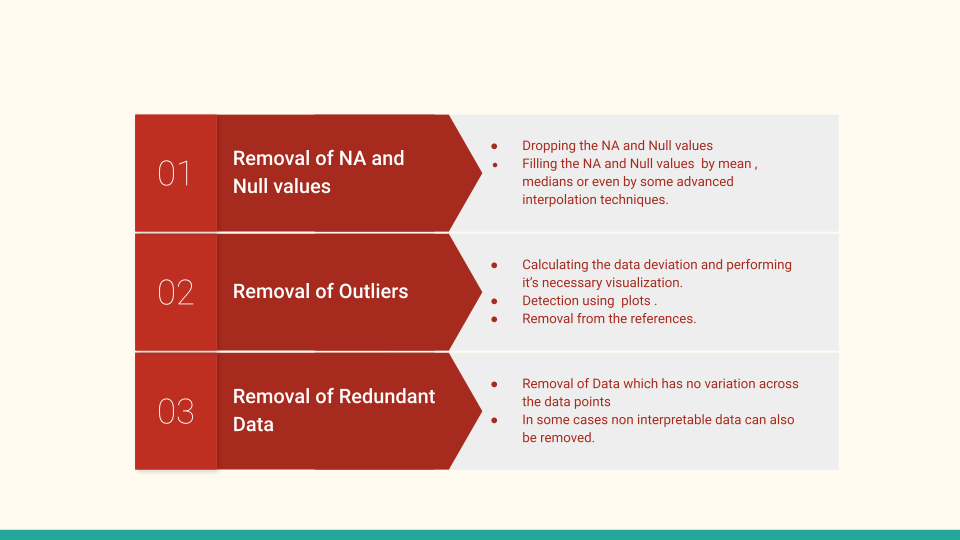 01
Removal of NA and
Null values
● Dropping the NA and Null values
● Filling the NA and Null values  by mean ,
medians or even by some advanced
interpolation techniques.
02
Removal of Outliers
● Calculating the data deviation and performing
it's necessary visualization.
● Detection using  plots .
● Removal from the references.
03
Removal of Redundant
Data
● Removal of Data which has no variation across
the data points
● In some cases non interpretable data can also
be removed.